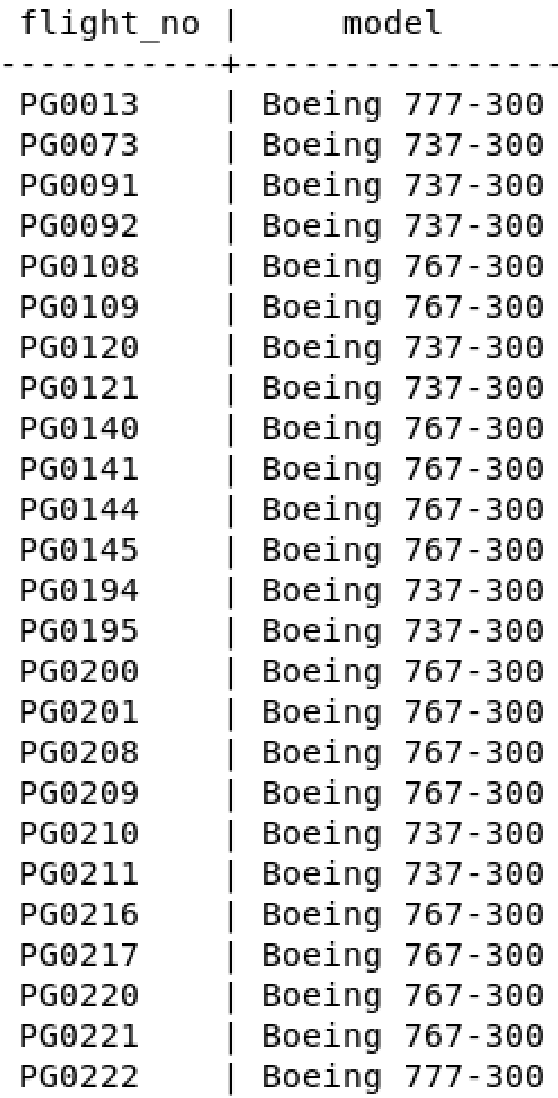 flight_no | model
-----------+---------------
PG0013 | Boeing 777-300
PG0073 | Boeing 737-300
PG0091 | Boeing 737-300
PG0092 | Boeing 737-300
PG0108 | Boeing 767-300
PG0109 | Boeing 767-300
PG0120 | Boeing 737-300
PG0121 | Boeing 737-300
PG0140 | Boeing 767-300
PG0141 | Boeing 767-300
PG0144 | Boeing 767-300
PG0145 | Boeing 767-300
PG0194 | Boeing 737-300
PG0195 | Boeing 737-300
PG0200 | Boeing 767-300
PG0201 | Boeing 767-300
PG0208 | Boeing 767-300
PG0209 | Boeing 767-300
PG0210 | Boeing 737-300
PG0211 | Boeing 737-300
PG0216 | Boeing 767-300
PG0217 | Boeing 767-300
PG0220 | Boeing 767-300
PG0221 | Boeing 767-300
PG0222 | Boeing 777-300